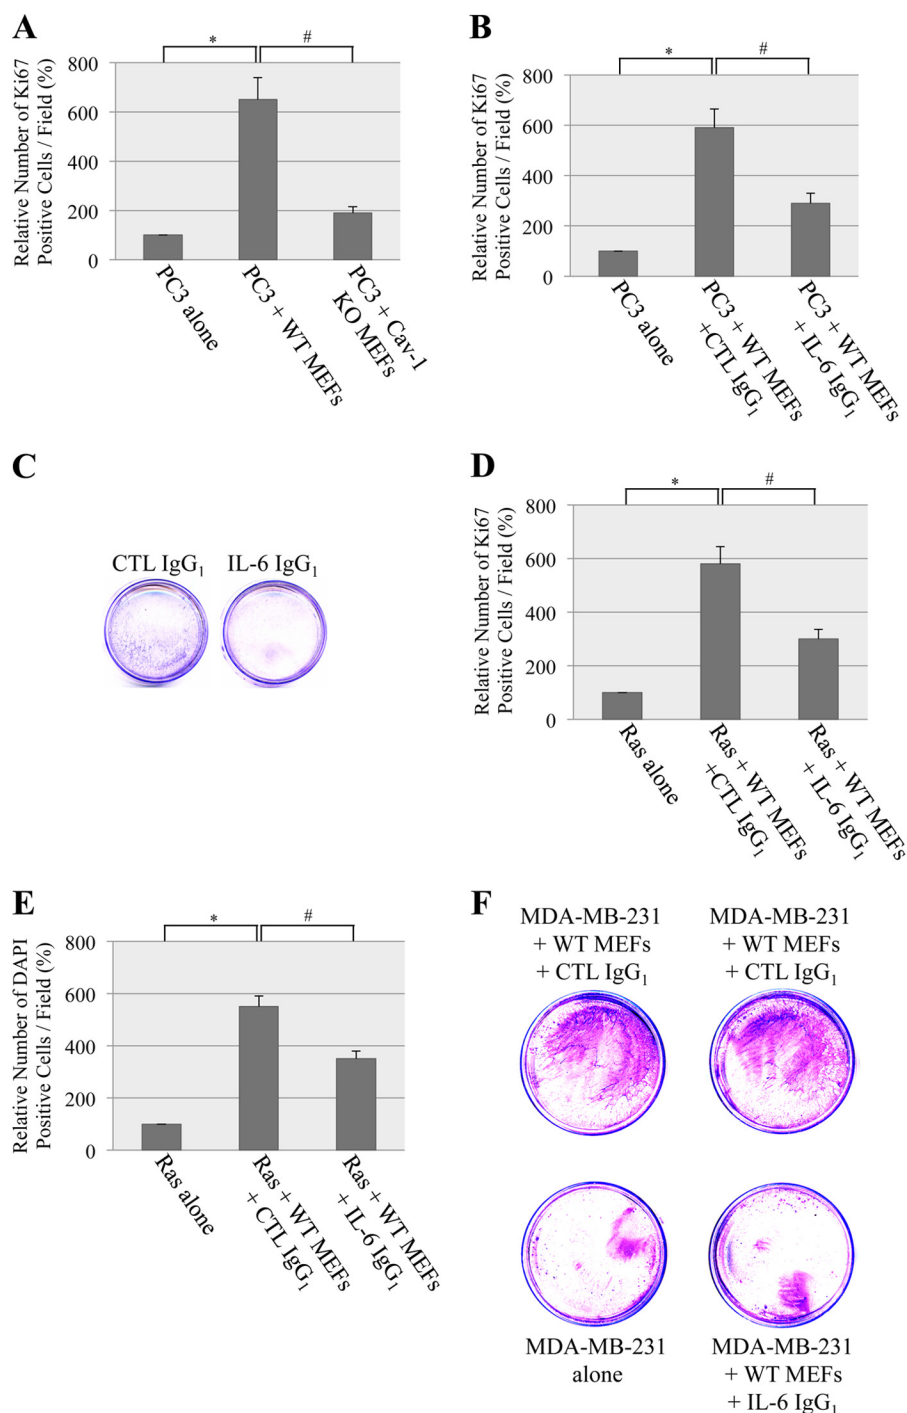 A
*
#
Relative Number of Ki67
Positive Cells / Field (%)
800
600
400
200
0
PC3 alone
PC3 + WT MEFs
PC3 + Cav-1
KO MEFs
B
*
#
Relative Number of Ki67
Positive Cells / Field (%)
800
600
400
200
0
PC3 alone
PC3 + WT MEFs
+CTL IgG₁
PC3 + WT MEFs
+ IL-6 IgG₁
C
CTL IgG₁
IL-6 IgG₁
D
*
#
Relative Number of Ki67
Positive Cells / Field (%)
800
600
400
200
0
Ras alone
Ras + WT MEFs
+CTL IgG₁
Ras + WT MEFs
+ IL-6 IgG₁
E
*
#
Relative Number of DAPI
Positive Cells / Field (%)
800
600
400
200
0
Ras alone
Ras + WT MEFs
+ CTL IgG₁
Ras + WT MEFs
+ IL-6 IgG₁
F
MDA-MB-231
+ WT MEFs
+ CTL IgG₁
MDA-MB-231
+ WT MEFs
+ CTL IgG₁
MDA-MB-231
alone
MDA-MB-231
+ WT MEFs
+ IL-6 IgG₁